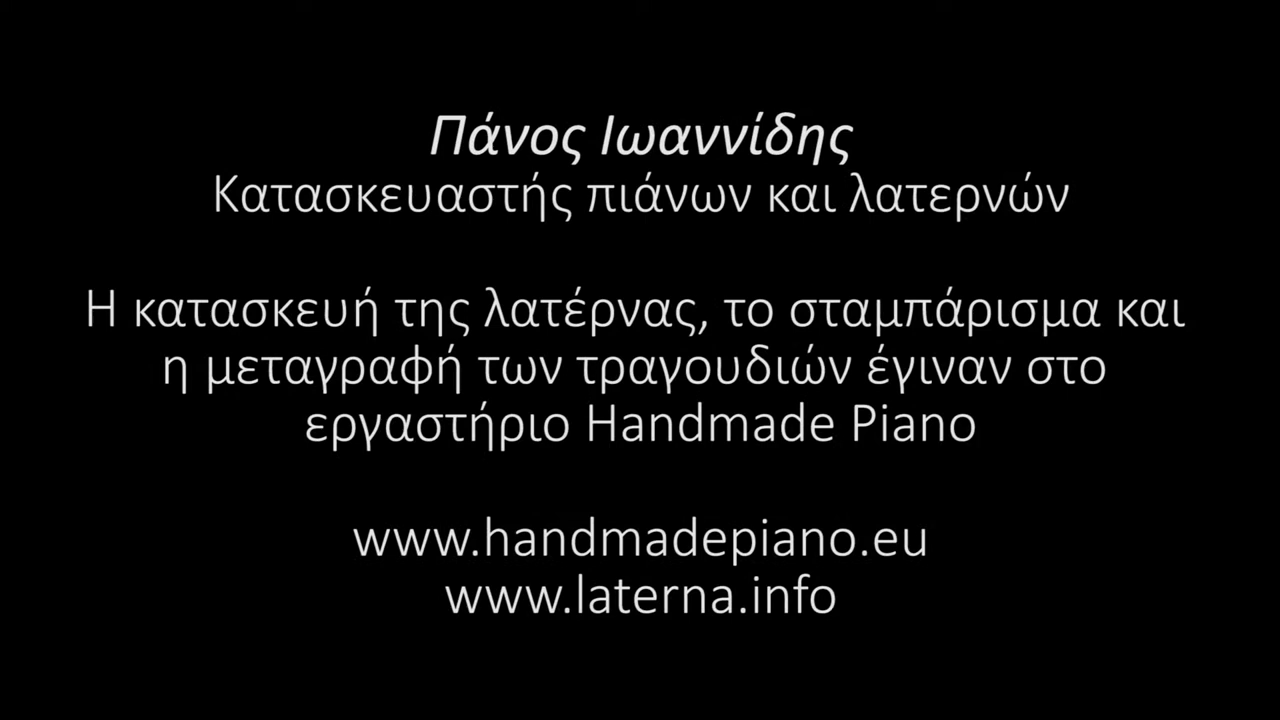 Πάνος Ιωαννίδης
Κατασκευαστής πιάνων και λατερνών
Η κατασκευή της λατέρνας, το σταμπάρισμα και
η μεταγραφή των τραγουδιών έγιναν στο
εργαστήριο Handmade Piano
www.handmadepiano.eu
www.laterna.info